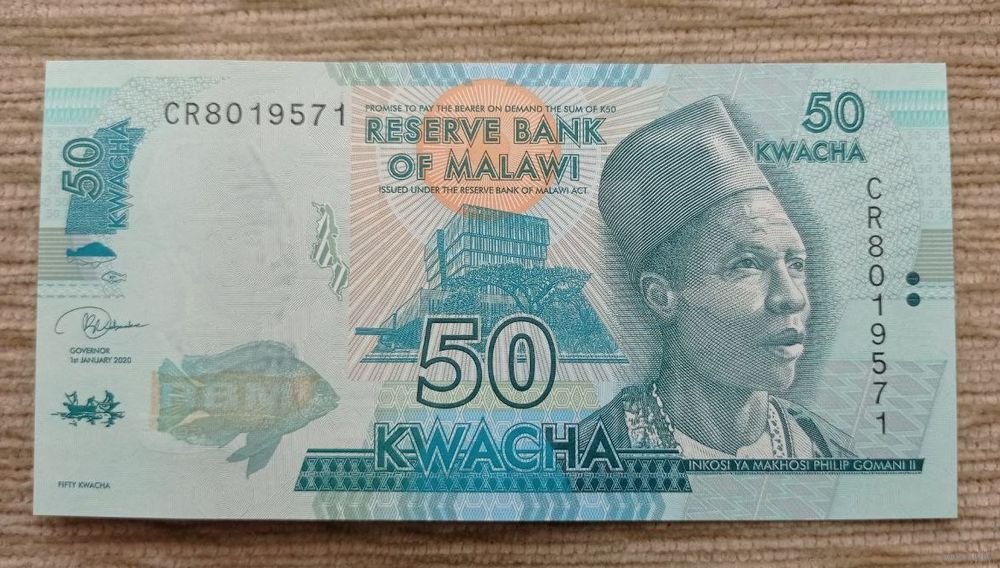 CR8019571
PROMISE TO PAY THE BEARER ON DEMAND THE SUM OF K50
RESERVE BANK
OF MALAWI
ISSUED UNDER THE RESERVE BANK OF MALAWI ACT
50
KWACHA
50
KWACHA
CR8019571
GOVERNOR
1st JANUARY 2020
RBM
50
KWACHA
INKOSI YA MAKHOSI PHILIP GOMANI II
FIFTY KWACHA